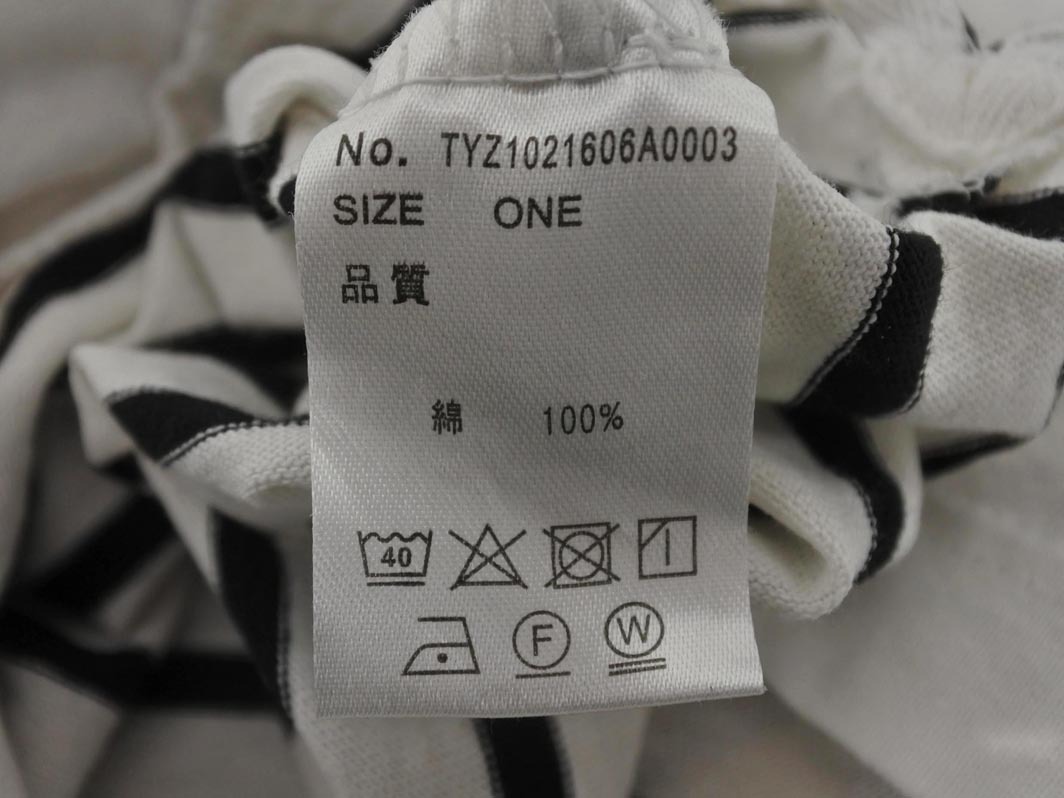 No. TYZ1021606A0003
SIZE ONE
品質
綿 100%
40
F W